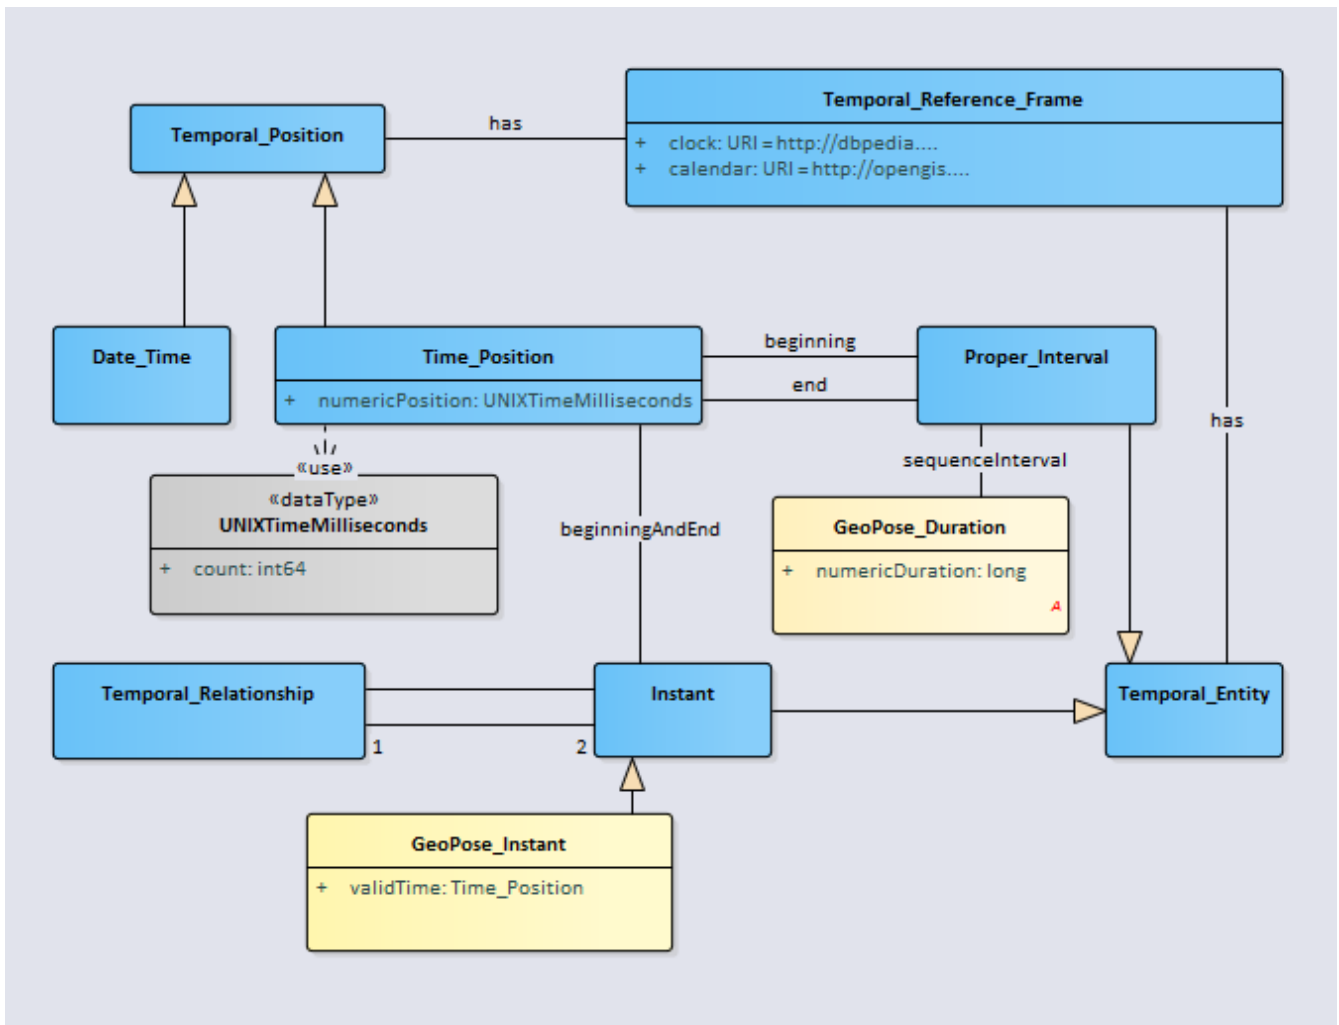 Temporal_Reference_Frame
+ clock: URI = http://dbpedia....
+ calendar: URI = http://opengis....
Temporal_Position
has
Date_Time
Time_Position
+ numericPosition: UNIXTimeMilliseconds
beginning
end
Proper_Interval
has
«use»
«dataType»
UNIXTimeMilliseconds
+ count: int64
beginningAndEnd
sequenceInterval
GeoPose_Duration
+ numericDuration: long
A
Temporal_Relationship
1
2
Instant
Temporal_Entity
GeoPose_Instant
+ validTime: Time_Position